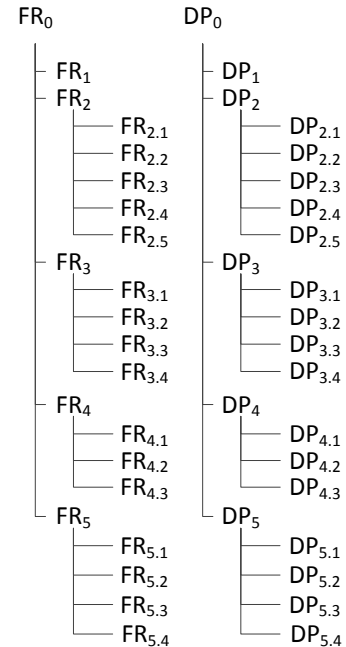 FR₀ DP₀
FR₁ DP₁
FR₂ DP₂
FR₂.₁ DP₂.₁
FR₂.₂ DP₂.₂
FR₂.₃ DP₂.₃
FR₂.₄ DP₂.₄
FR₂.₅ DP₂.₅
FR₃ DP₃
FR₃.₁ DP₃.₁
FR₃.₂ DP₃.₂
FR₃.₃ DP₃.₃
FR₃.₄ DP₃.₄
FR₄ DP₄
FR₄.₁ DP₄.₁
FR₄.₂ DP₄.₂
FR₄.₃ DP₄.₃
FR₅ DP₅
FR₅.₁ DP₅.₁
FR₅.₂ DP₅.₂
FR₅.₃ DP₅.₃
FR₅.₄ DP₅.₄